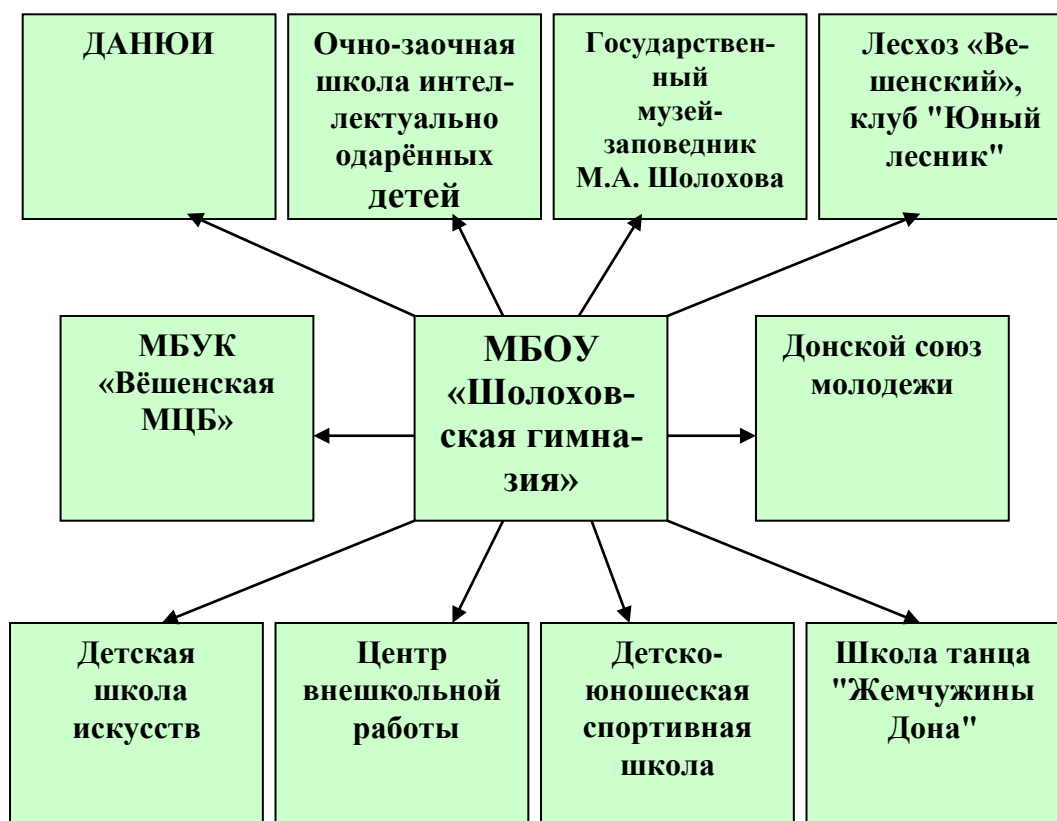 ДАНЮИ
Очно-заочная
школа интел-
лектуально
одарённых
детей
Государствен-
ный
музей-
заповедник
М.А. Шолохова
Лесхоз «Ве-
шенский»,
клуб "Юный
лесник"
МБУК
«Вёшенская
МЦБ»
МБОУ
«Шолохов-
ская гимна-
зия»
Донской союз
молодежи
Детская
школа
искусств
Центр
внешкольной
работы
Детско-
юношеская
спортивная
школа
Школа танца
"Жемчужины
Дона"